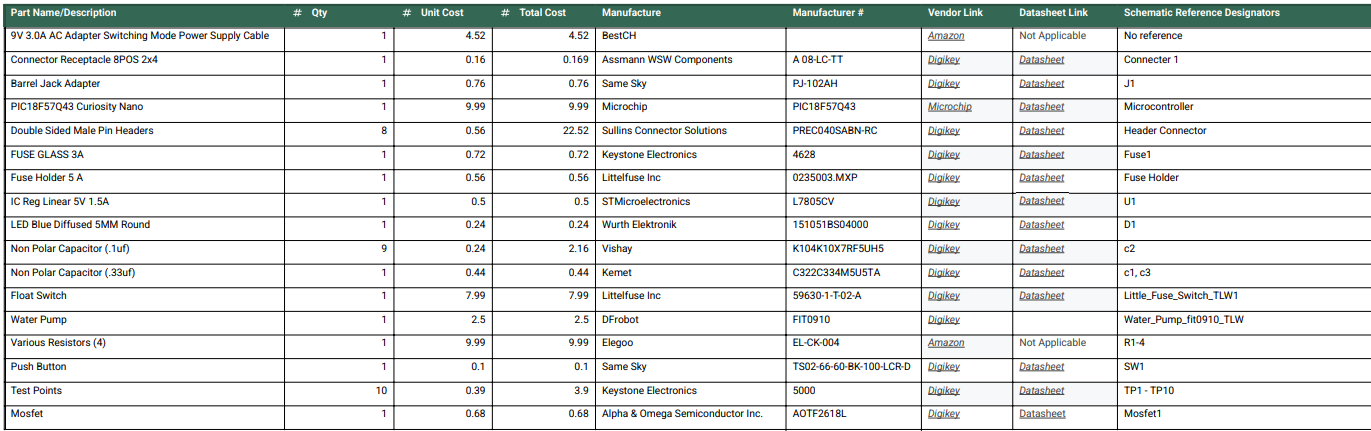 Part Name/Description # Qty # Unit Cost # Total Cost Manufacture Manufacturer # Vendor Link Datasheet Link Schematic Reference Designators
9V 3.0A AC Adapter Switching Mode Power Supply Cable 1 4.52 4.52 BestCH Amazon Not Applicable No reference
Connector Receptacle 8POS 2x4 1 0.16 0.169 Assmann WSW Components A 08-LC-TT Digikey Datasheet Connecter 1
Barrel Jack Adapter 1 0.76 0.76 Same Sky PJ-102AH Digikey Datasheet J1
PIC18F57Q43 Curiosity Nano 1 9.99 9.99 Microchip PIC18F57Q43 Microchip Datasheet Microcontroller
Double Sided Male Pin Headers 8 0.56 22.52 Sullins Connector Solutions PREC040SABN-RC Digikey Datasheet Header Connector
FUSE GLASS 3A 1 0.72 0.72 Keystone Electronics 4628 Digikey Datasheet Fuse1
Fuse Holder 5 A 1 0.56 0.56 Littelfuse Inc 0235003.MXP Digikey Datasheet Fuse Holder
IC Reg Linear 5V 1.5A 1 0.5 0.5 STMicroelectronics L7805CV Digikey Datasheet U1
LED Blue Diffused 5MM Round 1 0.24 0.24 Wurth Elektronik 151051BS04000 Digikey Datasheet D1
Non Polar Capacitor (.1uf) 9 0.24 2.16 Vishay K104K10X7RF5UH5 Digikey Datasheet c2
Non Polar Capacitor (.33uf) 1 0.44 0.44 Kemet C322C334M5U5TA Digikey Datasheet c1, c3
Float Switch 1 7.99 7.99 Littelfuse Inc 59630-1-T-02-A Digikey Datasheet Little_Fuse_Switch_TLW1
Water Pump 1 2.5 2.5 DFrobot FIT0910 Digikey Water_Pump_fit0910_TLW
Various Resistors (4) 1 9.99 9.99 Elegoo EL-CK-004 Amazon Not Applicable R1-4
Push Button 1 0.1 0.1 Same Sky TS02-66-60-BK-100-LCR-D Digikey Datasheet SW1
Test Points 10 0.39 3.9 Keystone Electronics 5000 Digikey Datasheet TP1 - TP10
Mosfet 1 0.68 0.68 Alpha & Omega Semiconductor Inc. AOTF2618L Digikey Datasheet Mosfet1